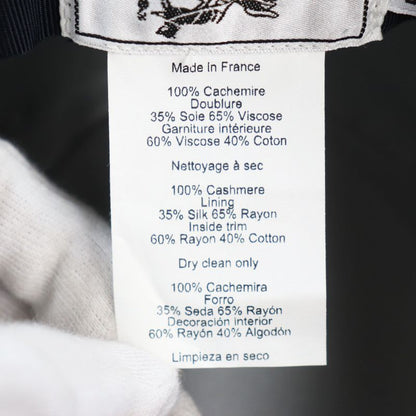 Made in France
100% Cachemire
Doublure
35% Soie 65% Viscose
Garniture intérieure
60% Viscose 40% Coton
Nettoyage à sec
100% Cashmere
Lining
35% Silk 65% Rayon
Inside trim
60% Rayon 40% Cotton
Dry clean only
100% Cachemira
Forro
35% Seda 65% Rayón
Decoración interior
60% Rayón 40% Algodón
Limpieza en seco